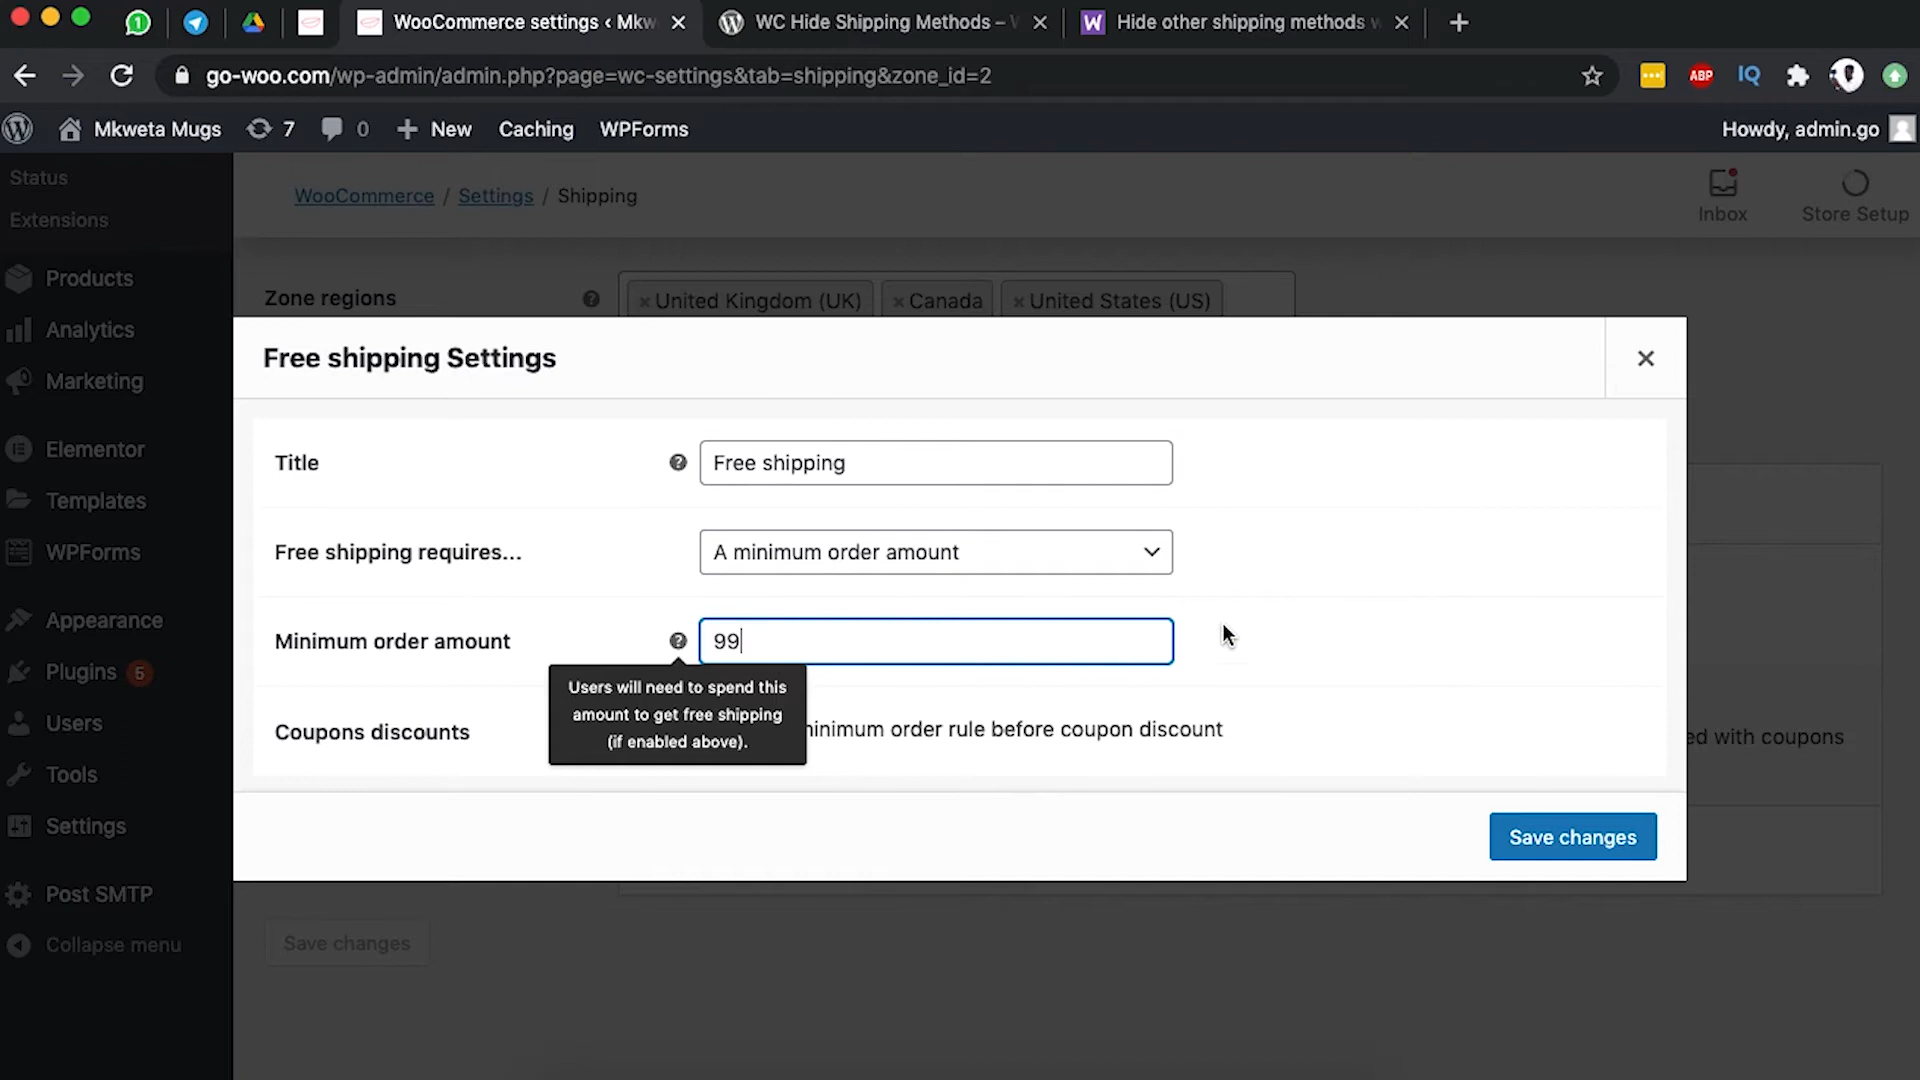 WooCommerce settings ‹ Mkw
WC Hide Shipping Methods –
Hide other shipping methods
go-woo.com/wp-admin/admin.php?page=wc-settings&tab=shipping&zone_id=2
ABP
IQ
Mkweta Mugs
7
0
New
Caching
WPForms
Howdy, admin.go
Status
Extensions
Products
Analytics
Marketing
Elementor
Templates
WPForms
Appearance
Plugins 5
Users
Tools
Settings
Post SMTP
Collapse menu
WooCommerce / Settings / Shipping
Inbox
Store Setup
Zone regions
United Kingdom (UK)
Canada
United States (US)
Free shipping Settings
Title
Free shipping
Free shipping requires...
A minimum order amount
Minimum order amount
99
Users will need to spend this
amount to get free shipping
(if enabled above).
Coupons discounts
minimum order rule before coupon discount
ed with coupons
Save changes
Save changes